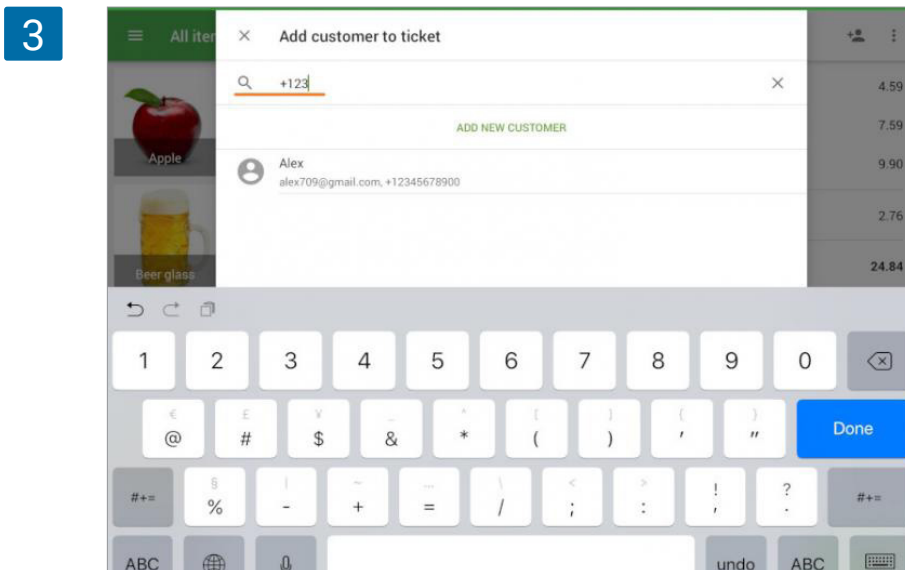 3
All iter
Add customer to ticket
+123
ADD NEW CUSTOMER
Alex
alex709@gmail.com, +12345678900
Apple
Beer glass
4.59
7.59
9.90
2.76
24.84
1 2 3 4 5 6 7 8 9 0
€ £ ¥ _ ^ [ ] { }
@ # $ & * ( ) ' "
Done
§ | ~ … \ < > ! ?
#+= % - + = / ; : , . #+=
ABC undo ABC